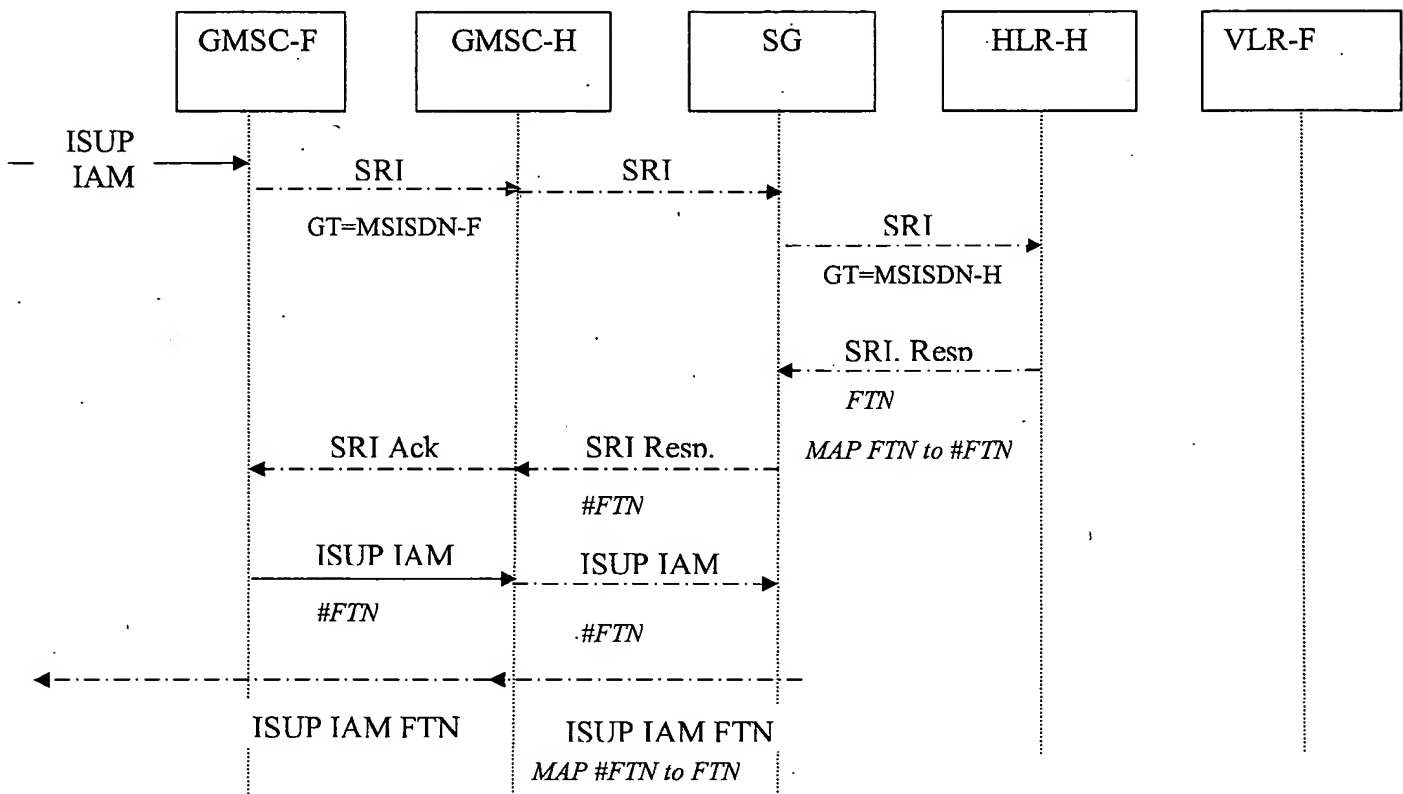 GMSC-F GMSC-H SG HLR-H VLR-F
ISUP
IAM
SRI SRI
GT=MSISDN-F
SRI
GT=MSISDN-H
SRI. Resp
FTN
SRI Ack SRI Resp. MAP FTN to #FTN
#FTN
ISUP IAM ISUP IAM
#FTN #FTN
ISUP IAM FTN ISUP IAM FTN
MAP #FTN to FTN